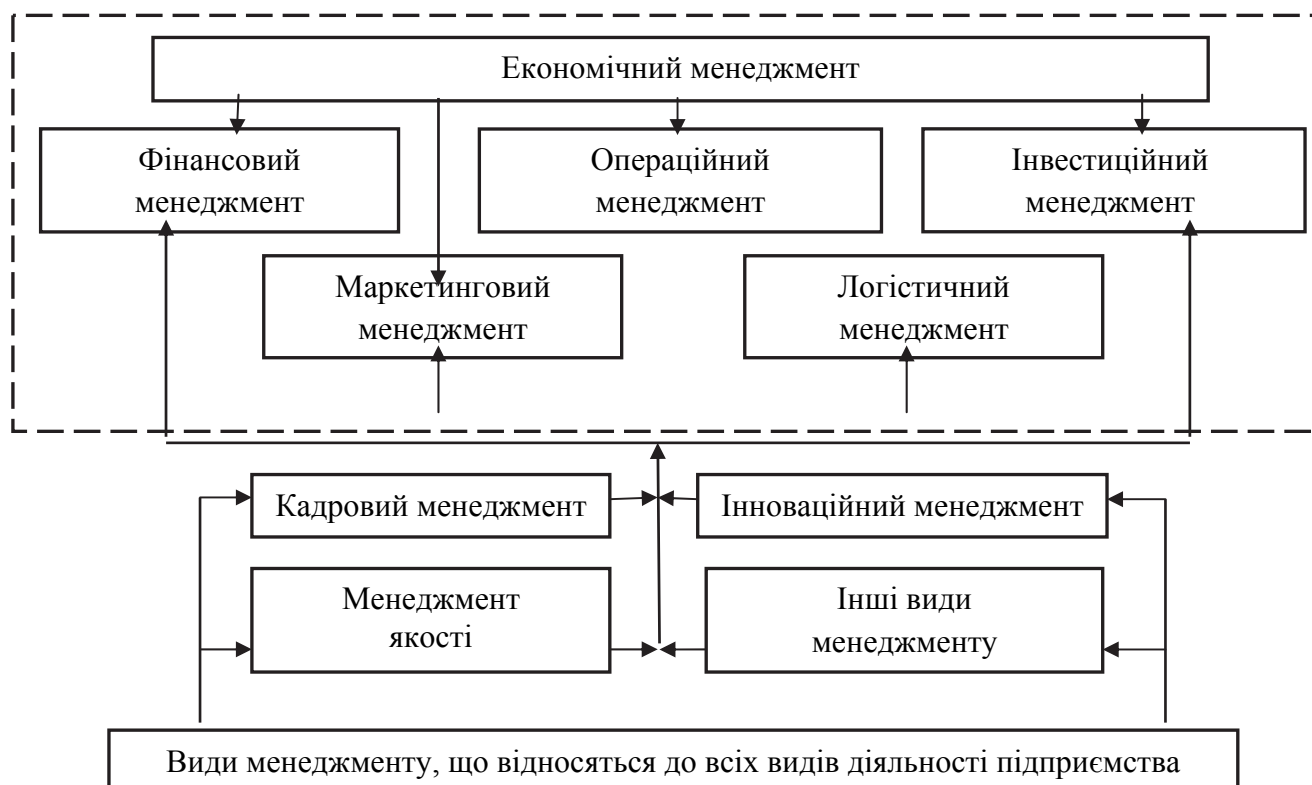 Економічний менеджмент
Фінансовий
менеджмент
Операційний
менеджмент
Інвестиційний
менеджмент
Маркетинговий
менеджмент
Логістичний
менеджмент
Кадровий менеджмент
Інноваційний менеджмент
Менеджмент
якості
Інші види
менеджменту
Види менеджменту, що відносяться до всіх видів діяльності підприємства